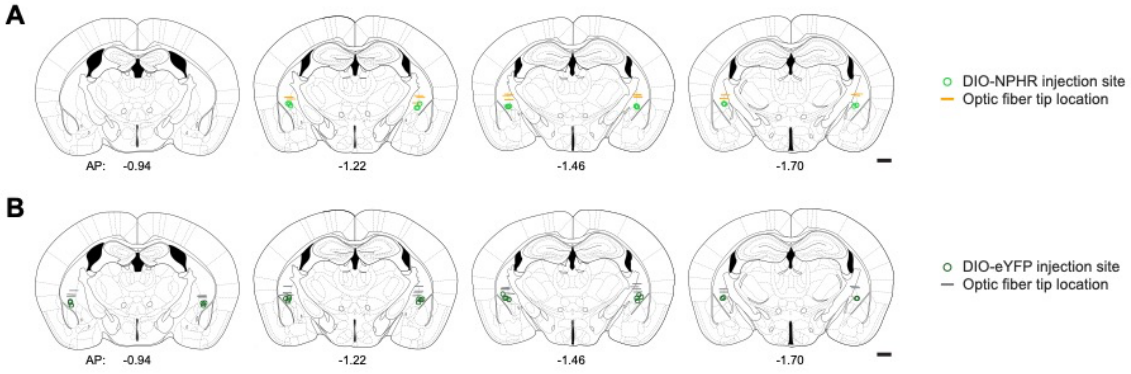 A
DIO-NPHR injection site
Optic fiber tip location
AP: -0.94 -1.22 -1.46 -1.70
B
DIO-eYFP injection site
Optic fiber tip location
AP: -0.94 -1.22 -1.46 -1.70